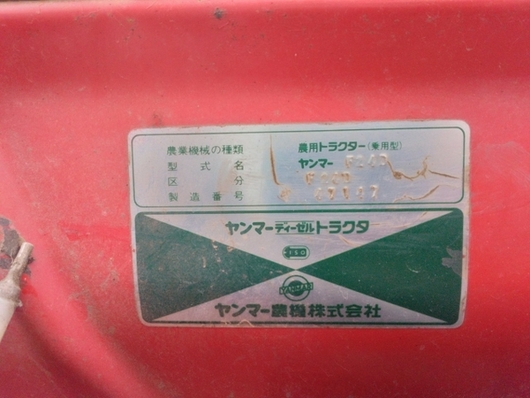 農業機械の種類 農用トラクター(乗用型)
型式名 ヤンマー
区分
製造番号
ヤンマーディーゼルトラクタ
ISO
YANMAR
ヤンマー農機株式会社